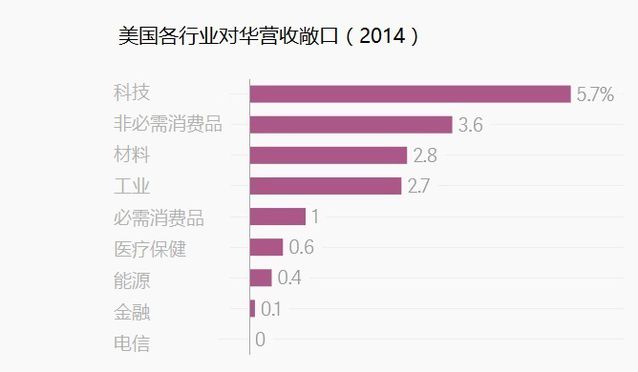 美国各行业对华营收敞口（2014）
科技 5.7%
非必需消费品 3.6
材料 2.8
工业 2.7
必需消费品 1
医疗保健 0.6
能源 0.4
金融 0.1
电信 0